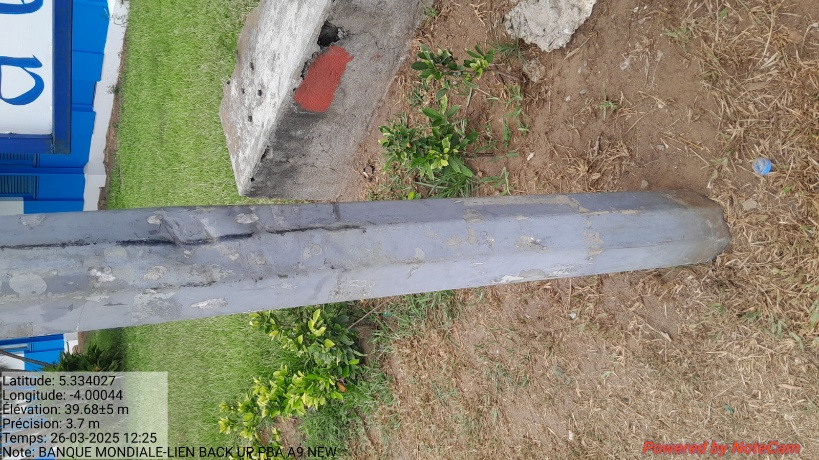 Latitude: 5.334027
Longitude: -4.00044
Élévation: 39.68±5 m
Précision: 3.7 m
Temps: 26-03-2025 12:25
Note: BANQUE MONDIALE-LIEN BACK UP PBA A9 NEW
Powered by NoteCam